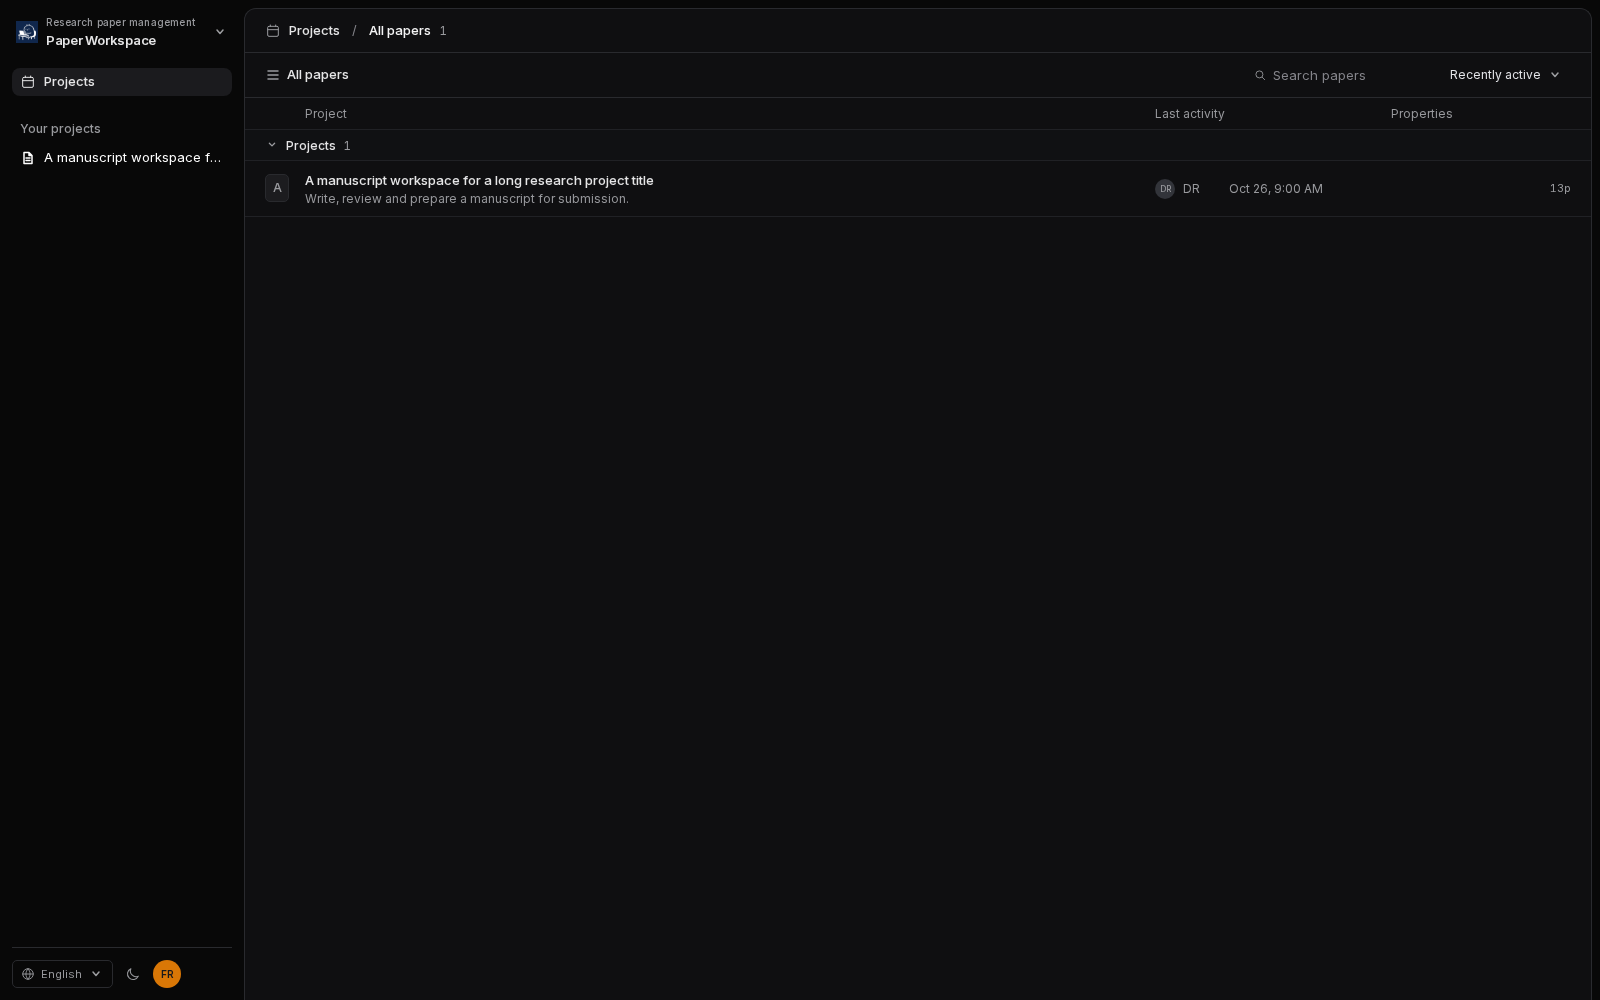 Research paper management
Paper Workspace
Projects
Your projects
A manuscript workspace f...
English
FR
Projects / All papers 1
All papers
Search papers
Recently active
Project
Last activity
Properties
Projects 1
A
A manuscript workspace for a long research project title
Write, review and prepare a manuscript for submission.
DR
DR
Oct 26, 9:00 AM
13p